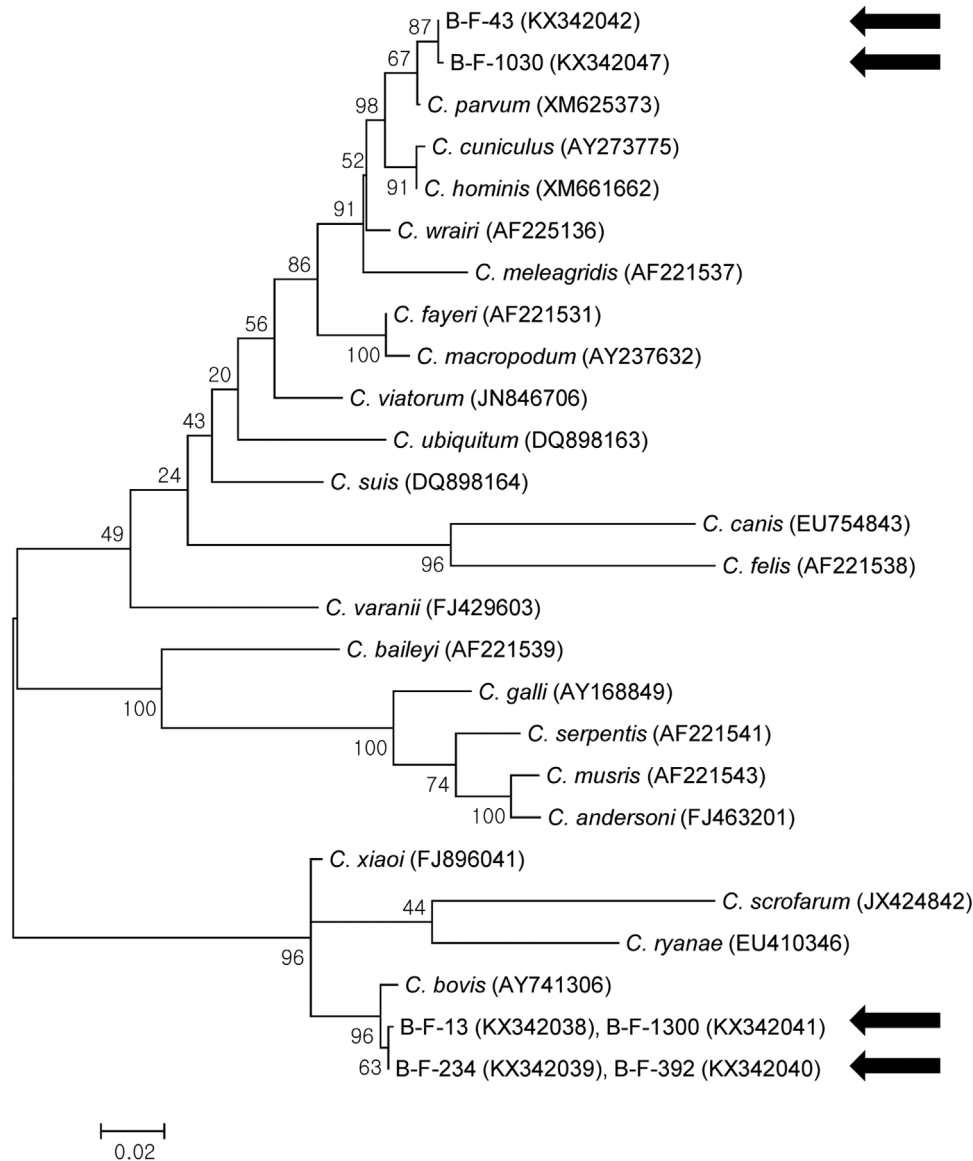 87
B-F-43 (KX342042)
B-F-1030 (KX342047)
67
C. parvum (XM625373)
98
C. cuniculus (AY273775)
91
C. hominis (XM661662)
52
C. wrairi (AF225136)
91
C. meleagridis (AF221537)
86
C. fayeri (AF221531)
100
C. macropodum (AY237632)
56
C. viatorum (JN846706)
20
C. ubiquitum (DQ898163)
43
C. suis (DQ898164)
24
C. canis (EU754843)
96
C. felis (AF221538)
49
C. varanii (FJ429603)
C. baileyi (AF221539)
100
C. galli (AY168849)
100
C. serpentis (AF221541)
74
C. musris (AF221543)
100
C. andersoni (FJ463201)
C. xiaoi (FJ896041)
96
44
C. scrofarum (JX424842)
C. ryanae (EU410346)
C. bovis (AY741306)
96
B-F-13 (KX342038), B-F-1300 (KX342041)
63
B-F-234 (KX342039), B-F-392 (KX342040)
0.02